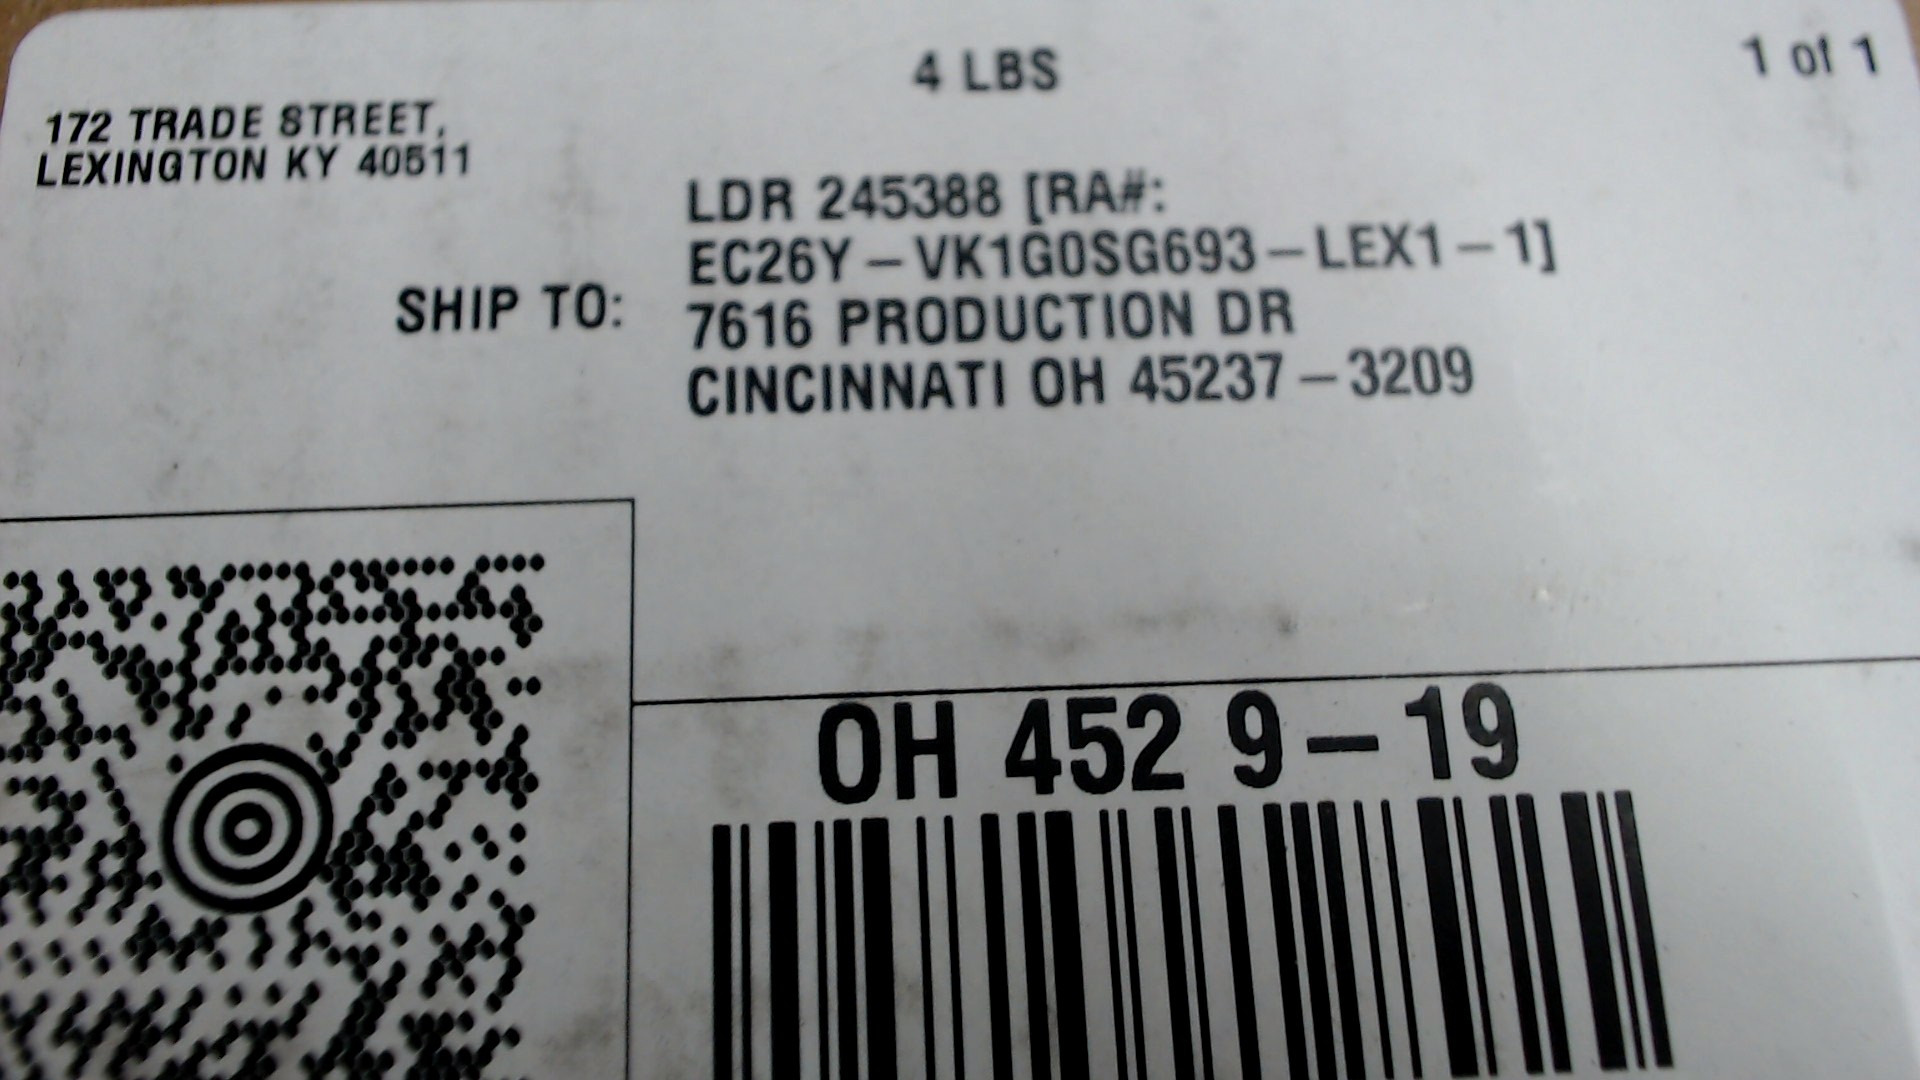 4 LBS
1 of 1
172 TRADE STREET,
LEXINGTON KY 40511
SHIP TO:
LDR 245388 [RA#:
EC26Y-VK1G0SG693-LEX1-1]
7616 PRODUCTION DR
CINCINNATI OH 45237-3209
OH 452 9-19